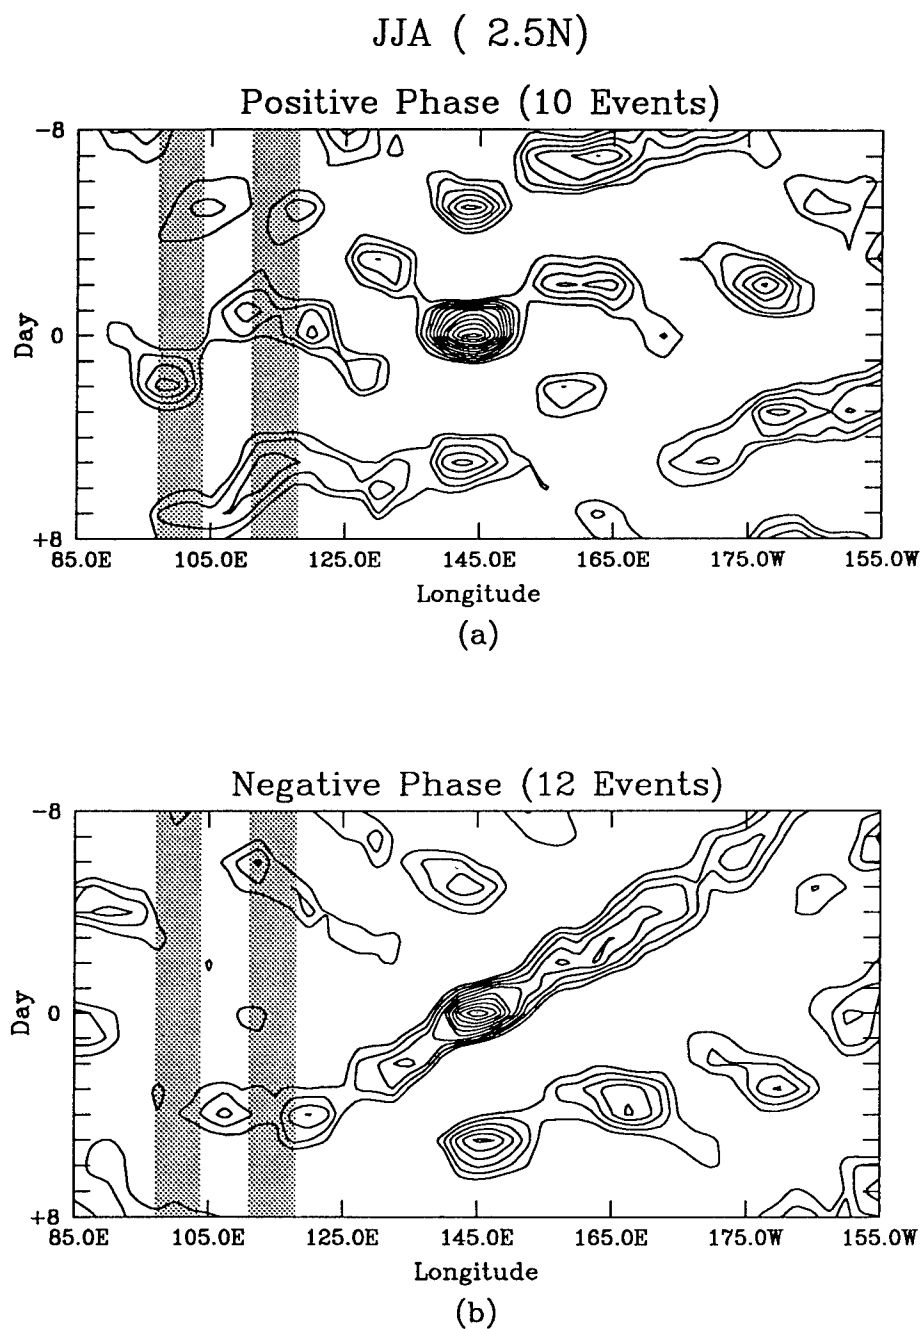 JJA ( 2.5N)
Positive Phase (10 Events)
-8
Day
0
+8
85.0E 105.0E 125.0E 145.0E 165.0E 175.0W 155.0W
Longitude
(a)
Negative Phase (12 Events)
-8
Day
0
+8
85.0E 105.0E 125.0E 145.0E 165.0E 175.0W 155.0W
Longitude
(b)